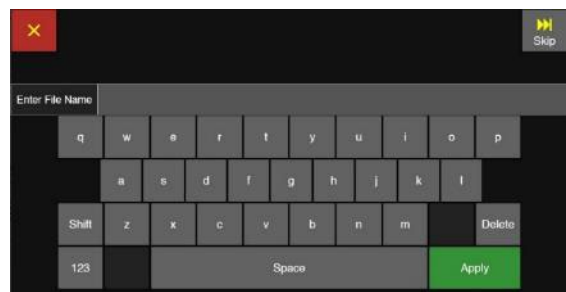 ×
Skip
Enter File Name
q w e r t y u i o p
a s d f g h j k l
Shift z x c v b n m Delete
123 Space Apply